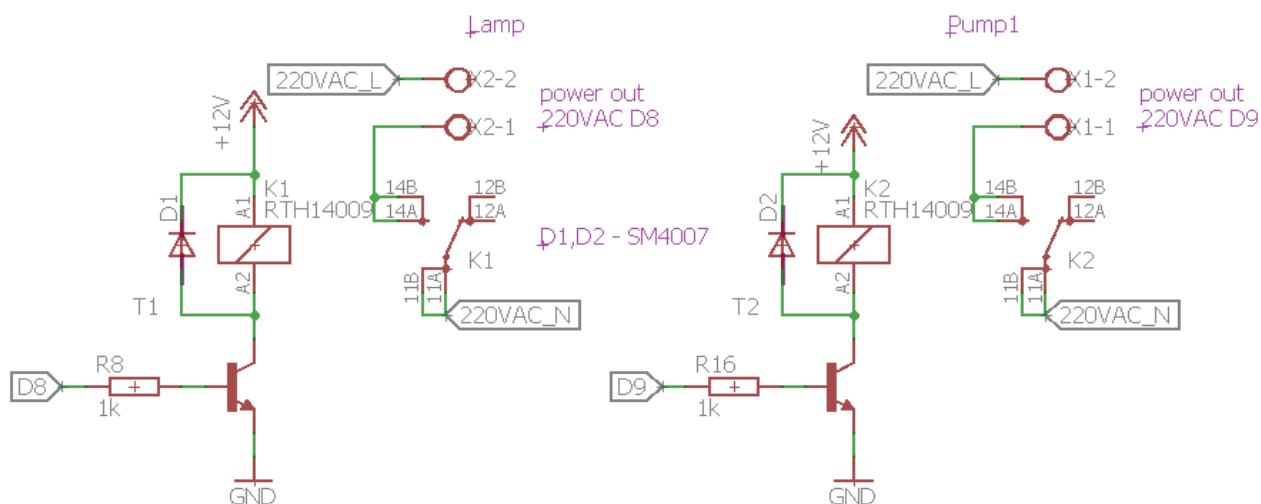 Lamp
220VAC_L
X2-2
power out
220VAC D8
X2-1
+12V
D1
K1
RTH14009
A1
A2
14B
14A
12B
12A
D1,D2 - SM4007
K1
11B
11A
220VAC_N
T1
R8
D8
1k
GND
Pump1
220VAC_L
X1-2
power out
220VAC D9
X1-1
+12V
D2
K2
RTH14009
A1
A2
14B
14A
12B
12A
K2
11B
11A
220VAC_N
T2
R16
D9
1k
GND